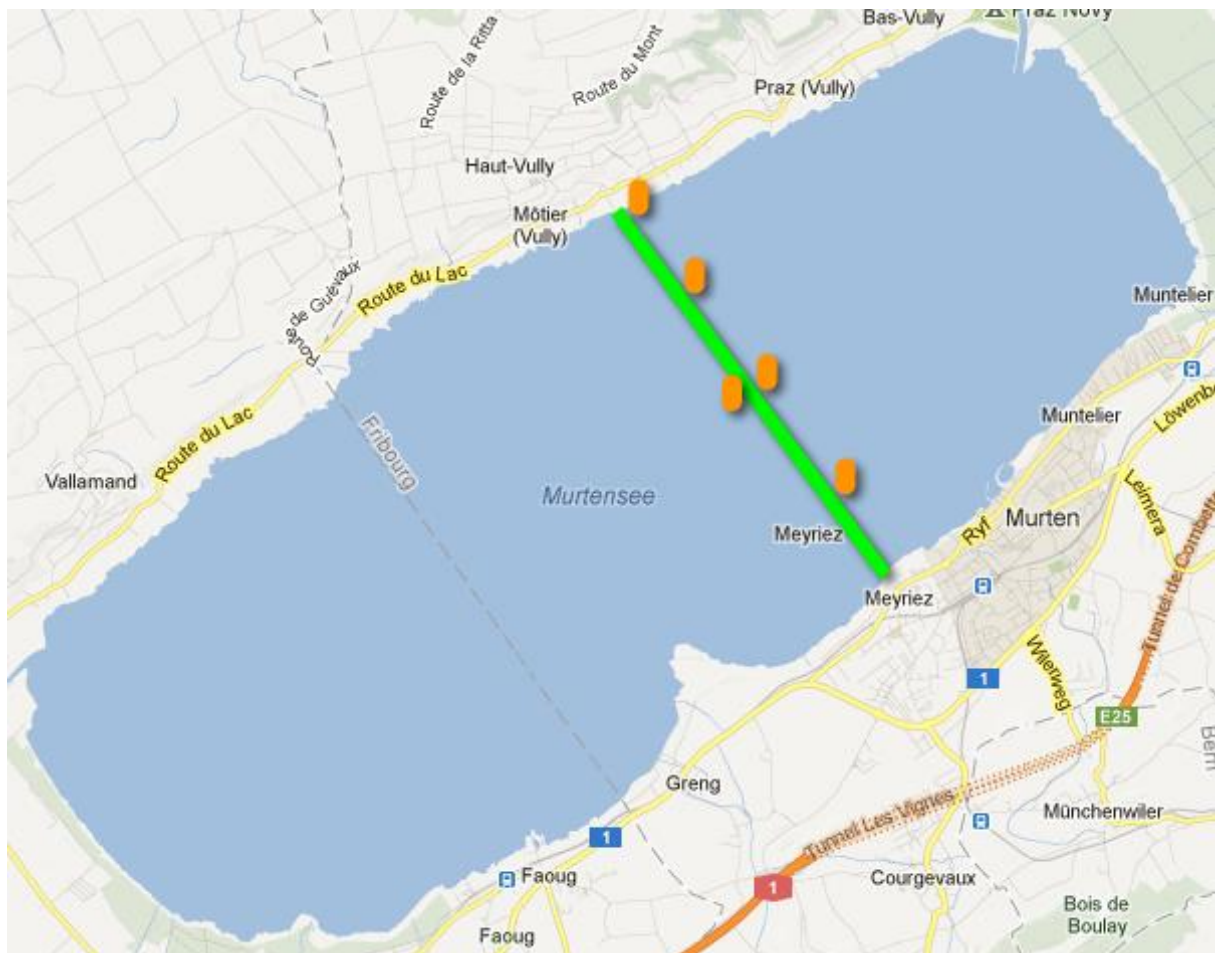 Bas-Vully
Praz Novy
Route de la Ritta
Route du Mont
Praz (Vully)
Haut-Vully
Môtier
(Vully)
Route du Lac
Route de Guévaux
Muntelier
Fribourg
Muntelier
Löwenb
Route du Lac
Vallamand
Murtensee
Leimera
Ryf
Murten
Meyriez
Meyriez
Tunnel de Combette
1
Wilerweg
E25
Bern
Greng
Tunnel Les Vignes
Münchenwiler
1
Faoug
1
Courgevaux
Bois de
Boulay
Faoug